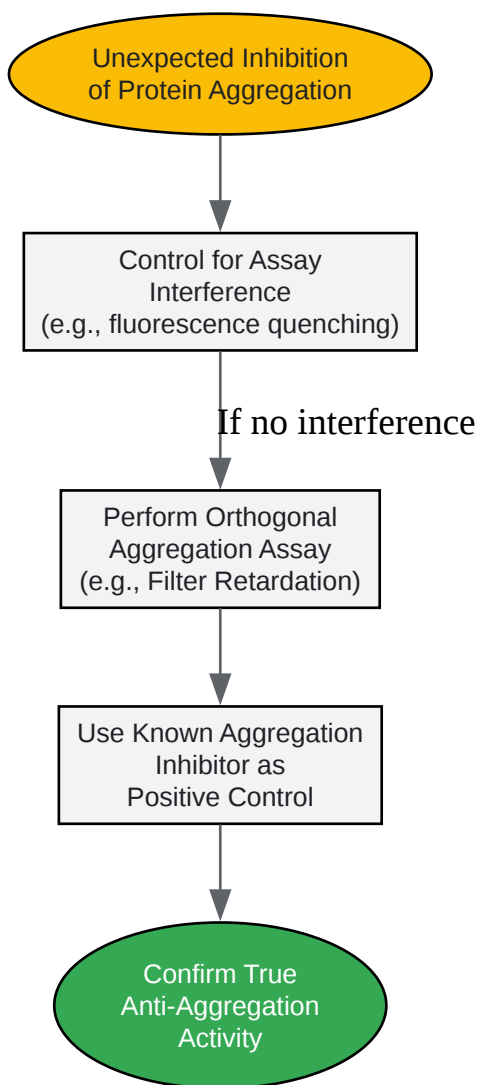 Unexpected Inhibition
of Protein Aggregation
Control for Assay
Interference
(e.g., fluorescence quenching)
If no interference
Perform Orthogonal
Aggregation Assay
(e.g., Filter Retardation)
Use Known Aggregation
Inhibitor as
Positive Control
Confirm True
Anti-Aggregation
Activity